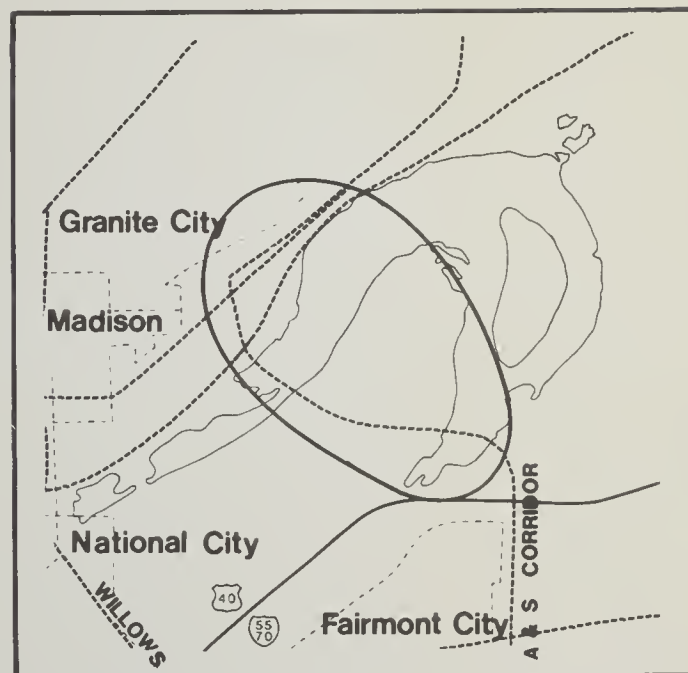 Granite City
Madison
National City
WILLOWS
40
55
70
Fairmont City
A & S CORRIDOR